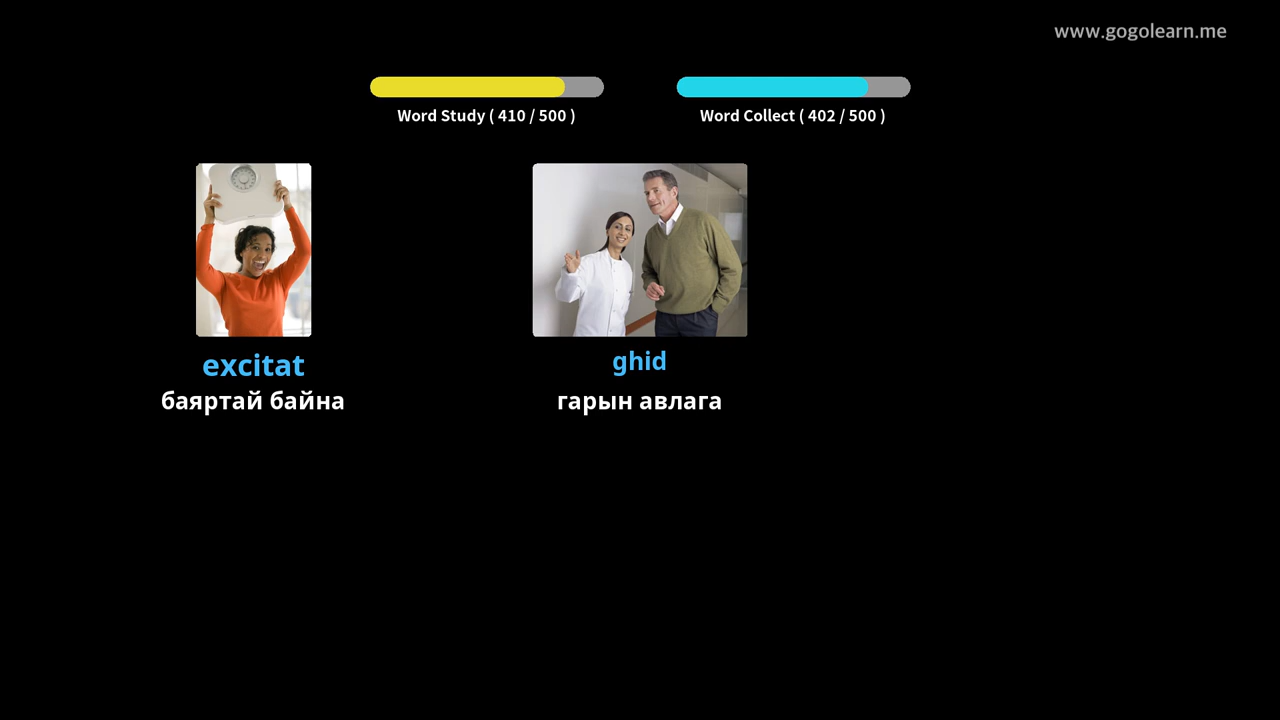 www.gogolearn.me
Word Study ( 410 / 500 )
Word Collect ( 402 / 500 )
excitat
баяртай байна
ghid
гарын авлага